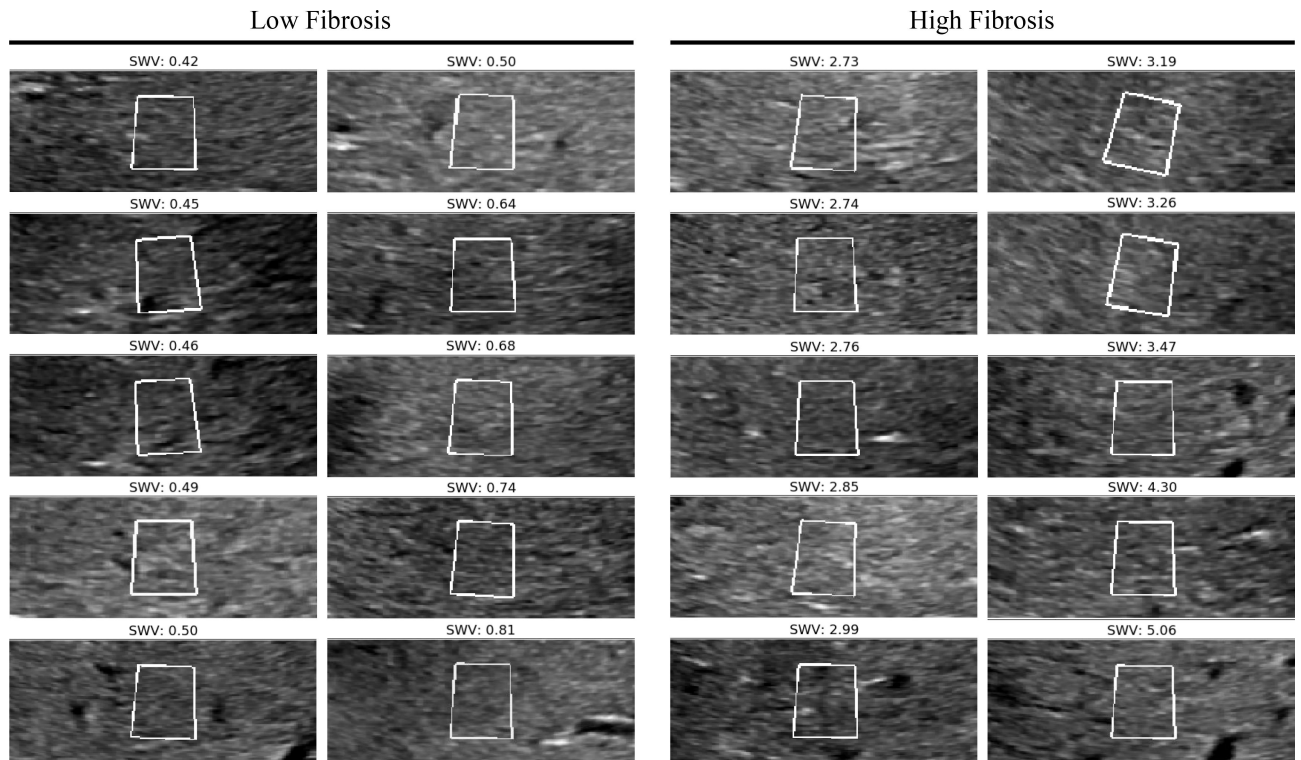 Low Fibrosis
High Fibrosis
SWV: 0.42
SWV: 0.50
SWV: 2.73
SWV: 3.19
SWV: 0.45
SWV: 0.64
SWV: 2.74
SWV: 3.26
SWV: 0.46
SWV: 0.68
SWV: 2.76
SWV: 3.47
SWV: 0.49
SWV: 0.74
SWV: 2.85
SWV: 4.30
SWV: 0.50
SWV: 0.81
SWV: 2.99
SWV: 5.06